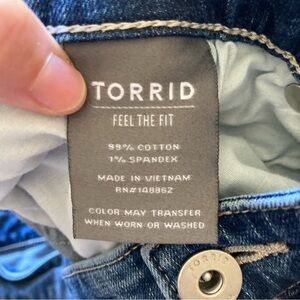 TORRID
FEEL THE FIT
99% COTTON
1% SPANDEX
MADE IN VIETNAM
RN#148862
COLOR MAY TRANSFER
WHEN WORN OR WASHED
TORRID